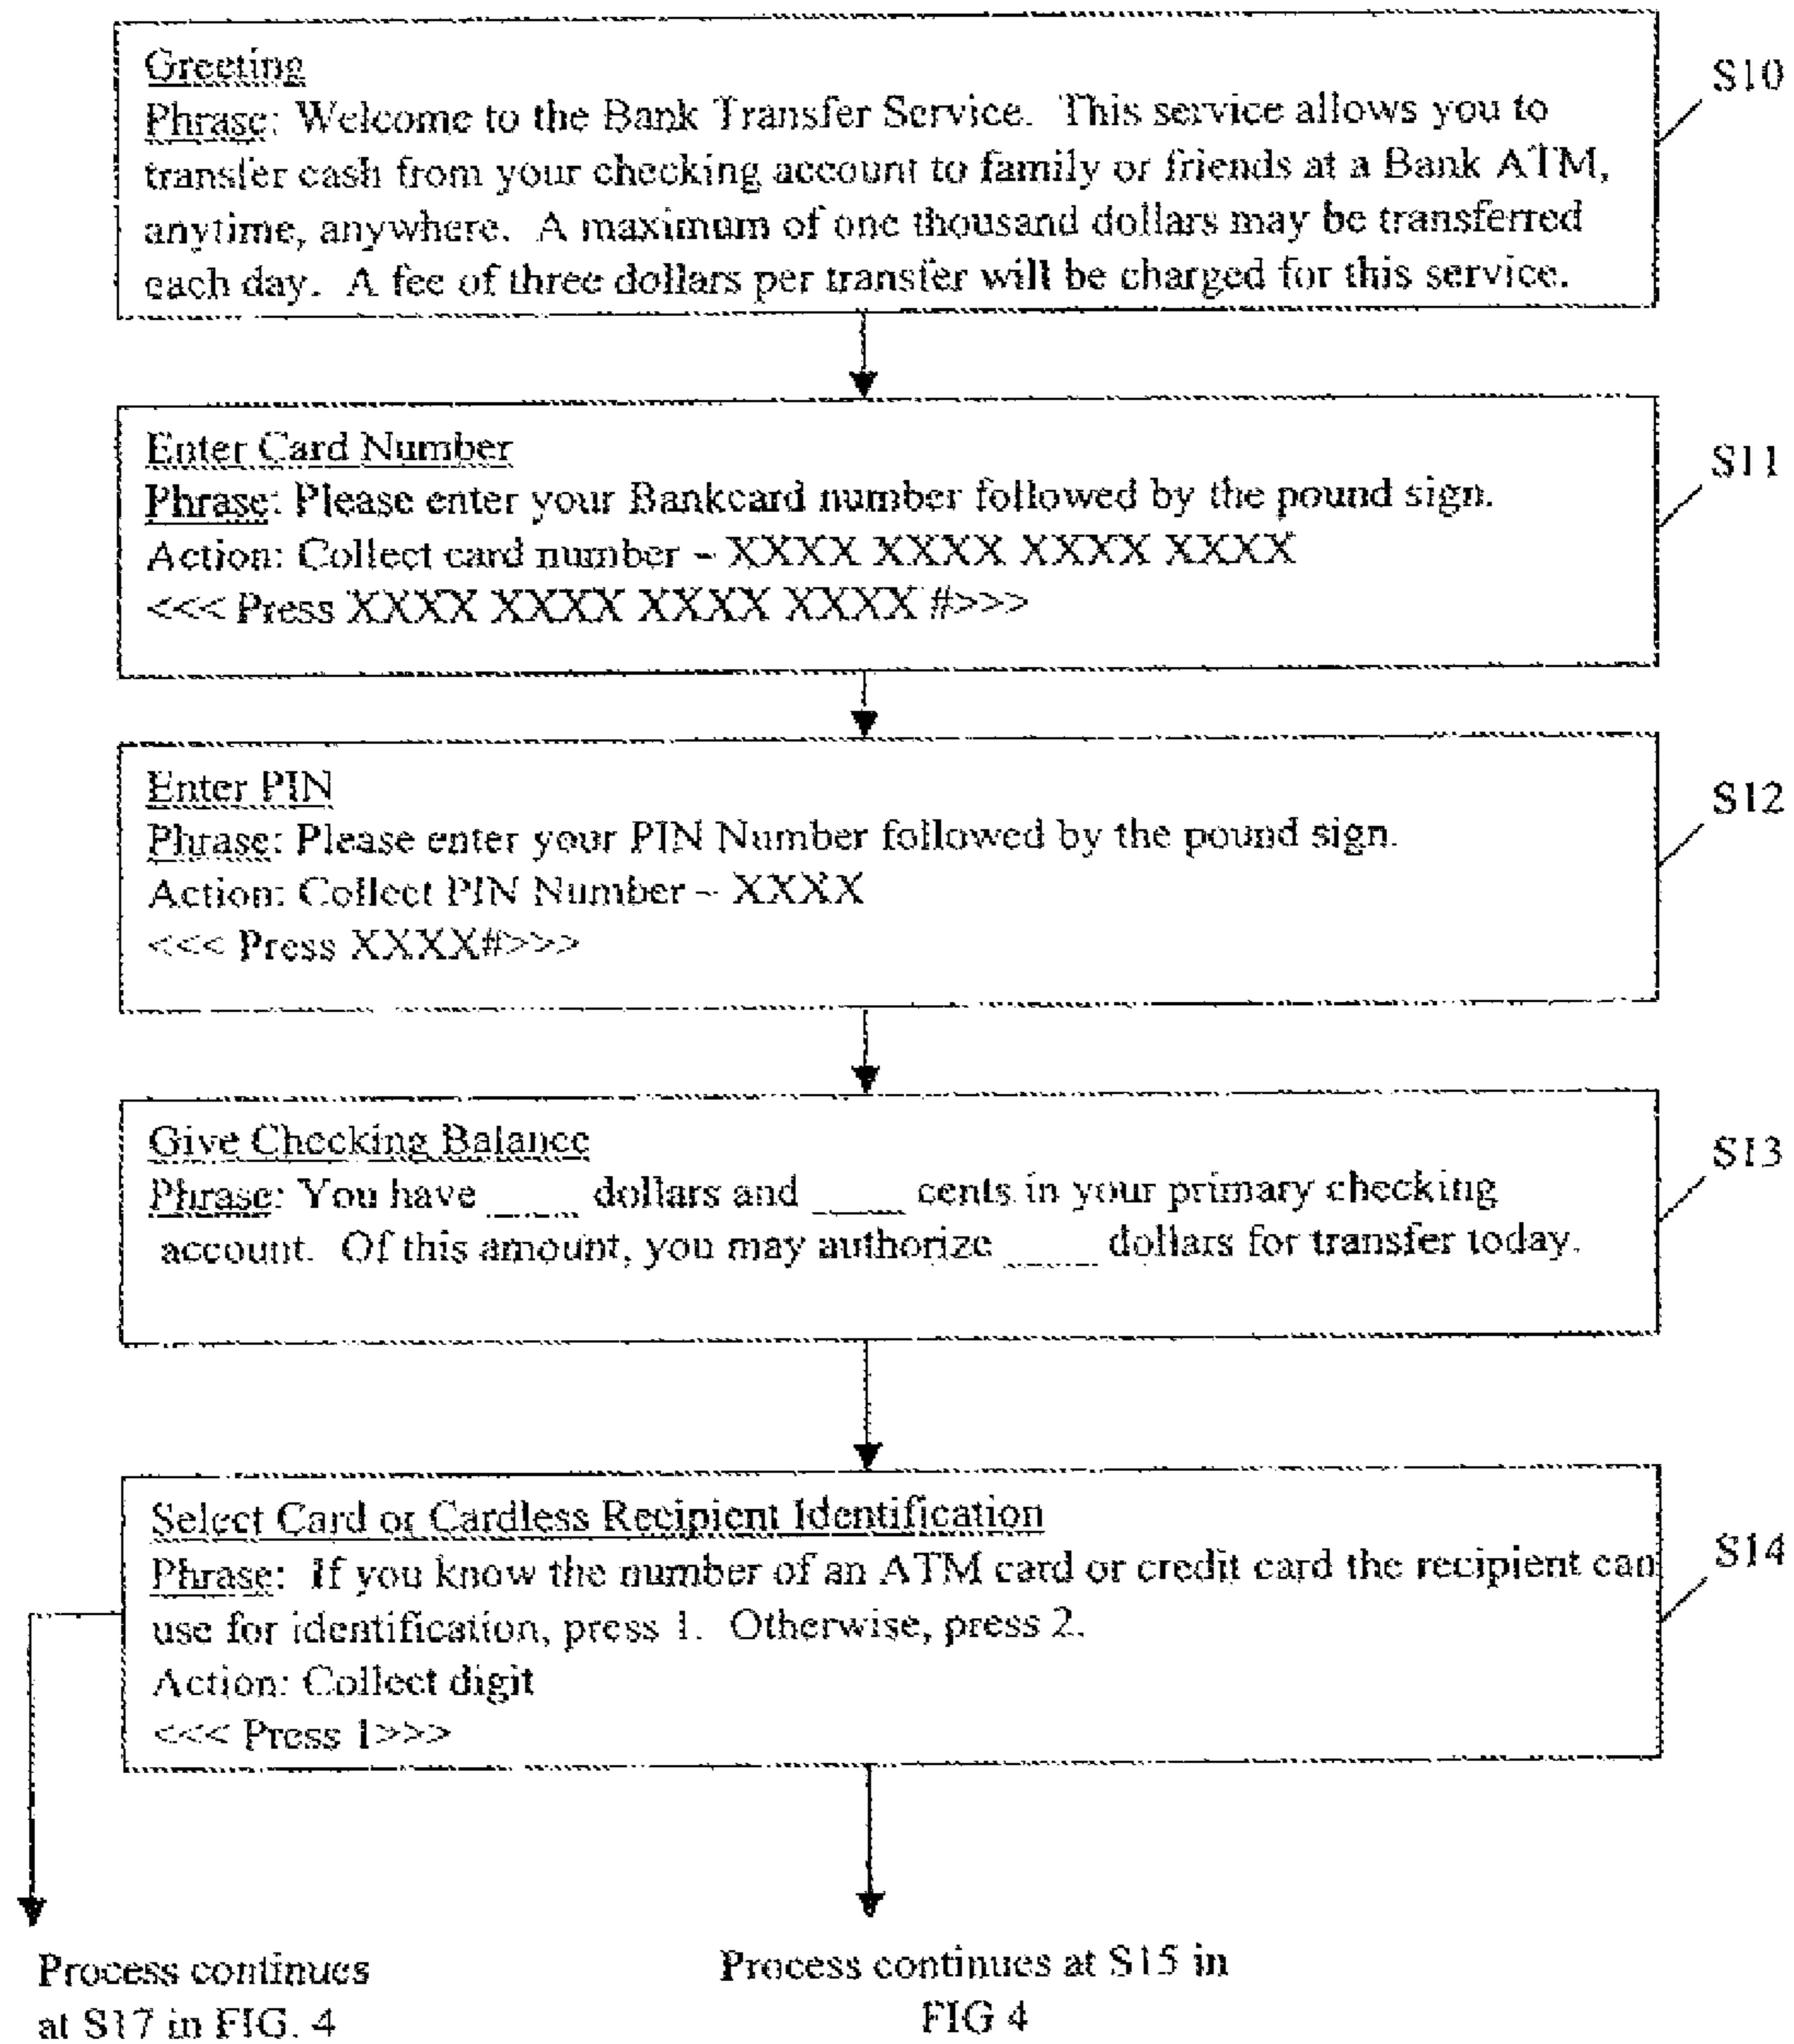 Greeting
Phrase: Welcome to the Bank Transfer Service. This service allows you to
transfer cash from your checking account to family or friends at a Bank ATM,
anytime, anywhere. A maximum of one thousand dollars may be transferred
each day. A fee of three dollars per transfer will be charged for this service.
S10
Enter Card Number
Phrase: Please enter your Bankcard number followed by the pound sign.
Action: Collect card number – XXXX XXXX XXXX XXXX
<<< Press XXXX XXXX XXXX XXXX #>>>
S11
Enter PIN
Phrase: Please enter your PIN Number followed by the pound sign.
Action: Collect PIN Number – XXXX
<<< Press XXXX#>>>
S12
Give Checking Balance
Phrase: You have ____ dollars and ____ cents in your primary checking
account. Of this amount, you may authorize ____ dollars for transfer today.
S13
Select Card or Cardless Recipient Identification
Phrase: If you know the number of an ATM card or credit card the recipient can
use for identification, press 1. Otherwise, press 2.
Action: Collect digit
<<< Press 1>>>
S14
Process continues
at S17 in FIG. 4
Process continues at S15 in
FIG 4